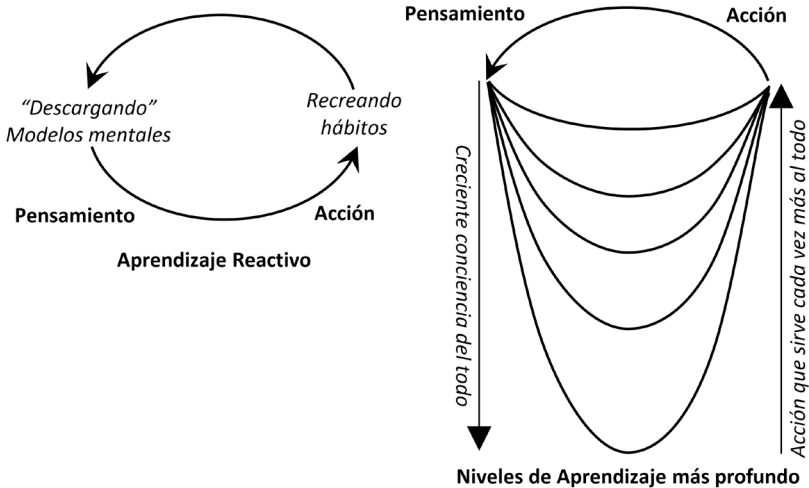 “Descargando”
Modelos mentales
Recreando
hábitos
Pensamiento
Acción
Aprendizaje Reactivo
Pensamiento
Acción
Creciente conciencia del todo
Acción que sirve cada vez más al todo
Niveles de Aprendizaje más profundo